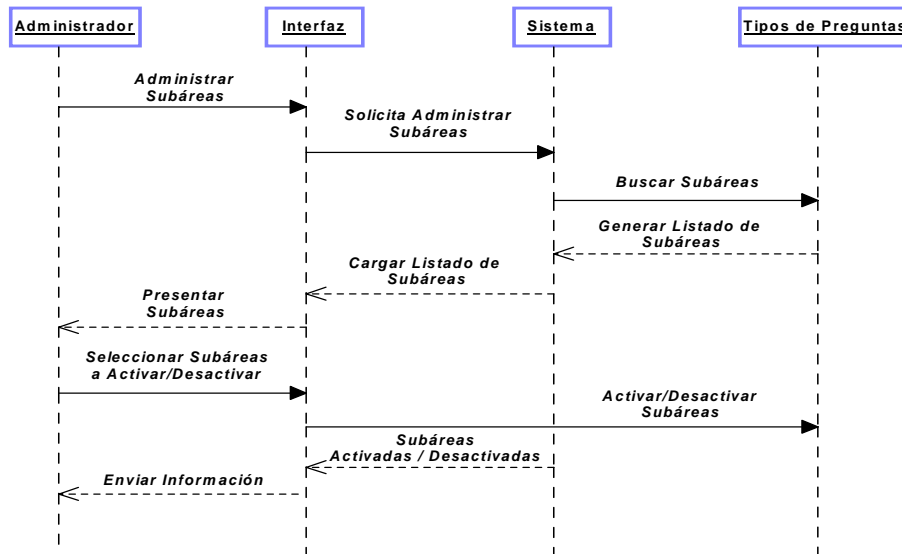 Administrador
Interfaz
Sistema
Tipos de Preguntas
Administrar
Subáreas
Solicita Administrar
Subáreas
Buscar Subáreas
Generar Listado de
Subáreas
Cargar Listado de
Subáreas
Presentar
Subáreas
Seleccionar Subáreas
a Activar/Desactivar
Activar/Desactivar
Subáreas
Subáreas
Activadas / Desactivadas
Enviar Información